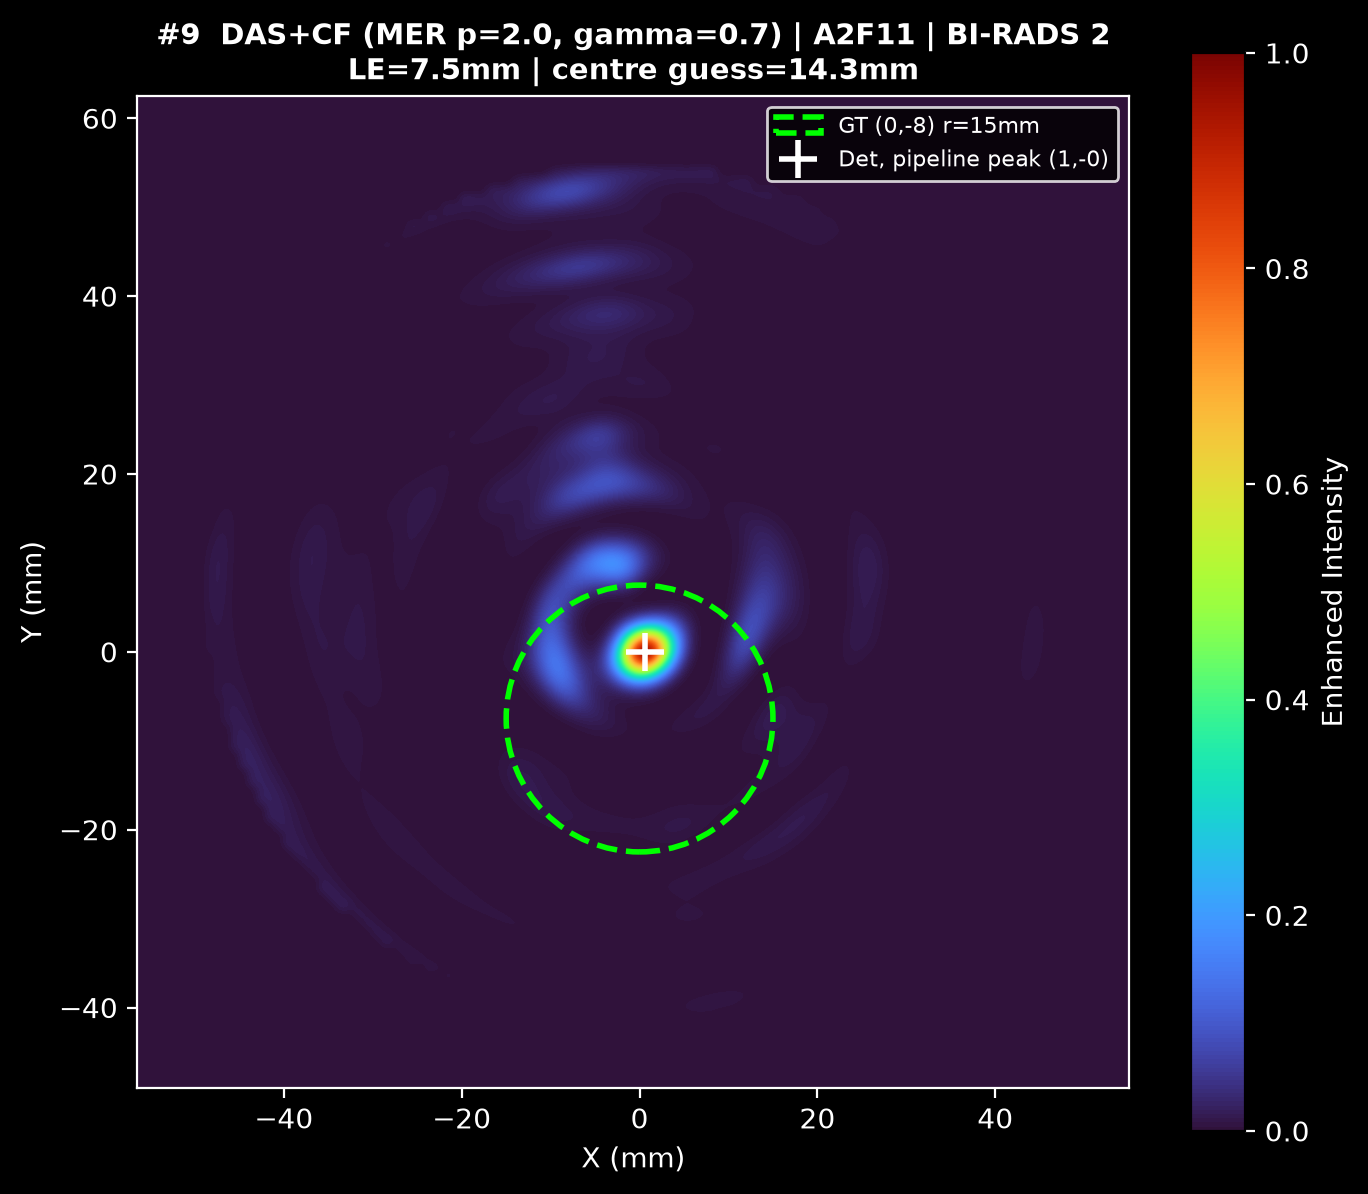 #9 DAS+CF (MER p=2.0, gamma=0.7) | A2F11 | BI-RADS 2
LE=7.5mm | centre guess=14.3mm
GT (0,-8) r=15mm
Det, pipeline peak (1,-0)
60
40
20
0
−20
−40
Y (mm)
−40
−20
0
20
40
X (mm)
1.0
0.8
0.6
0.4
0.2
0.0
Enhanced Intensity